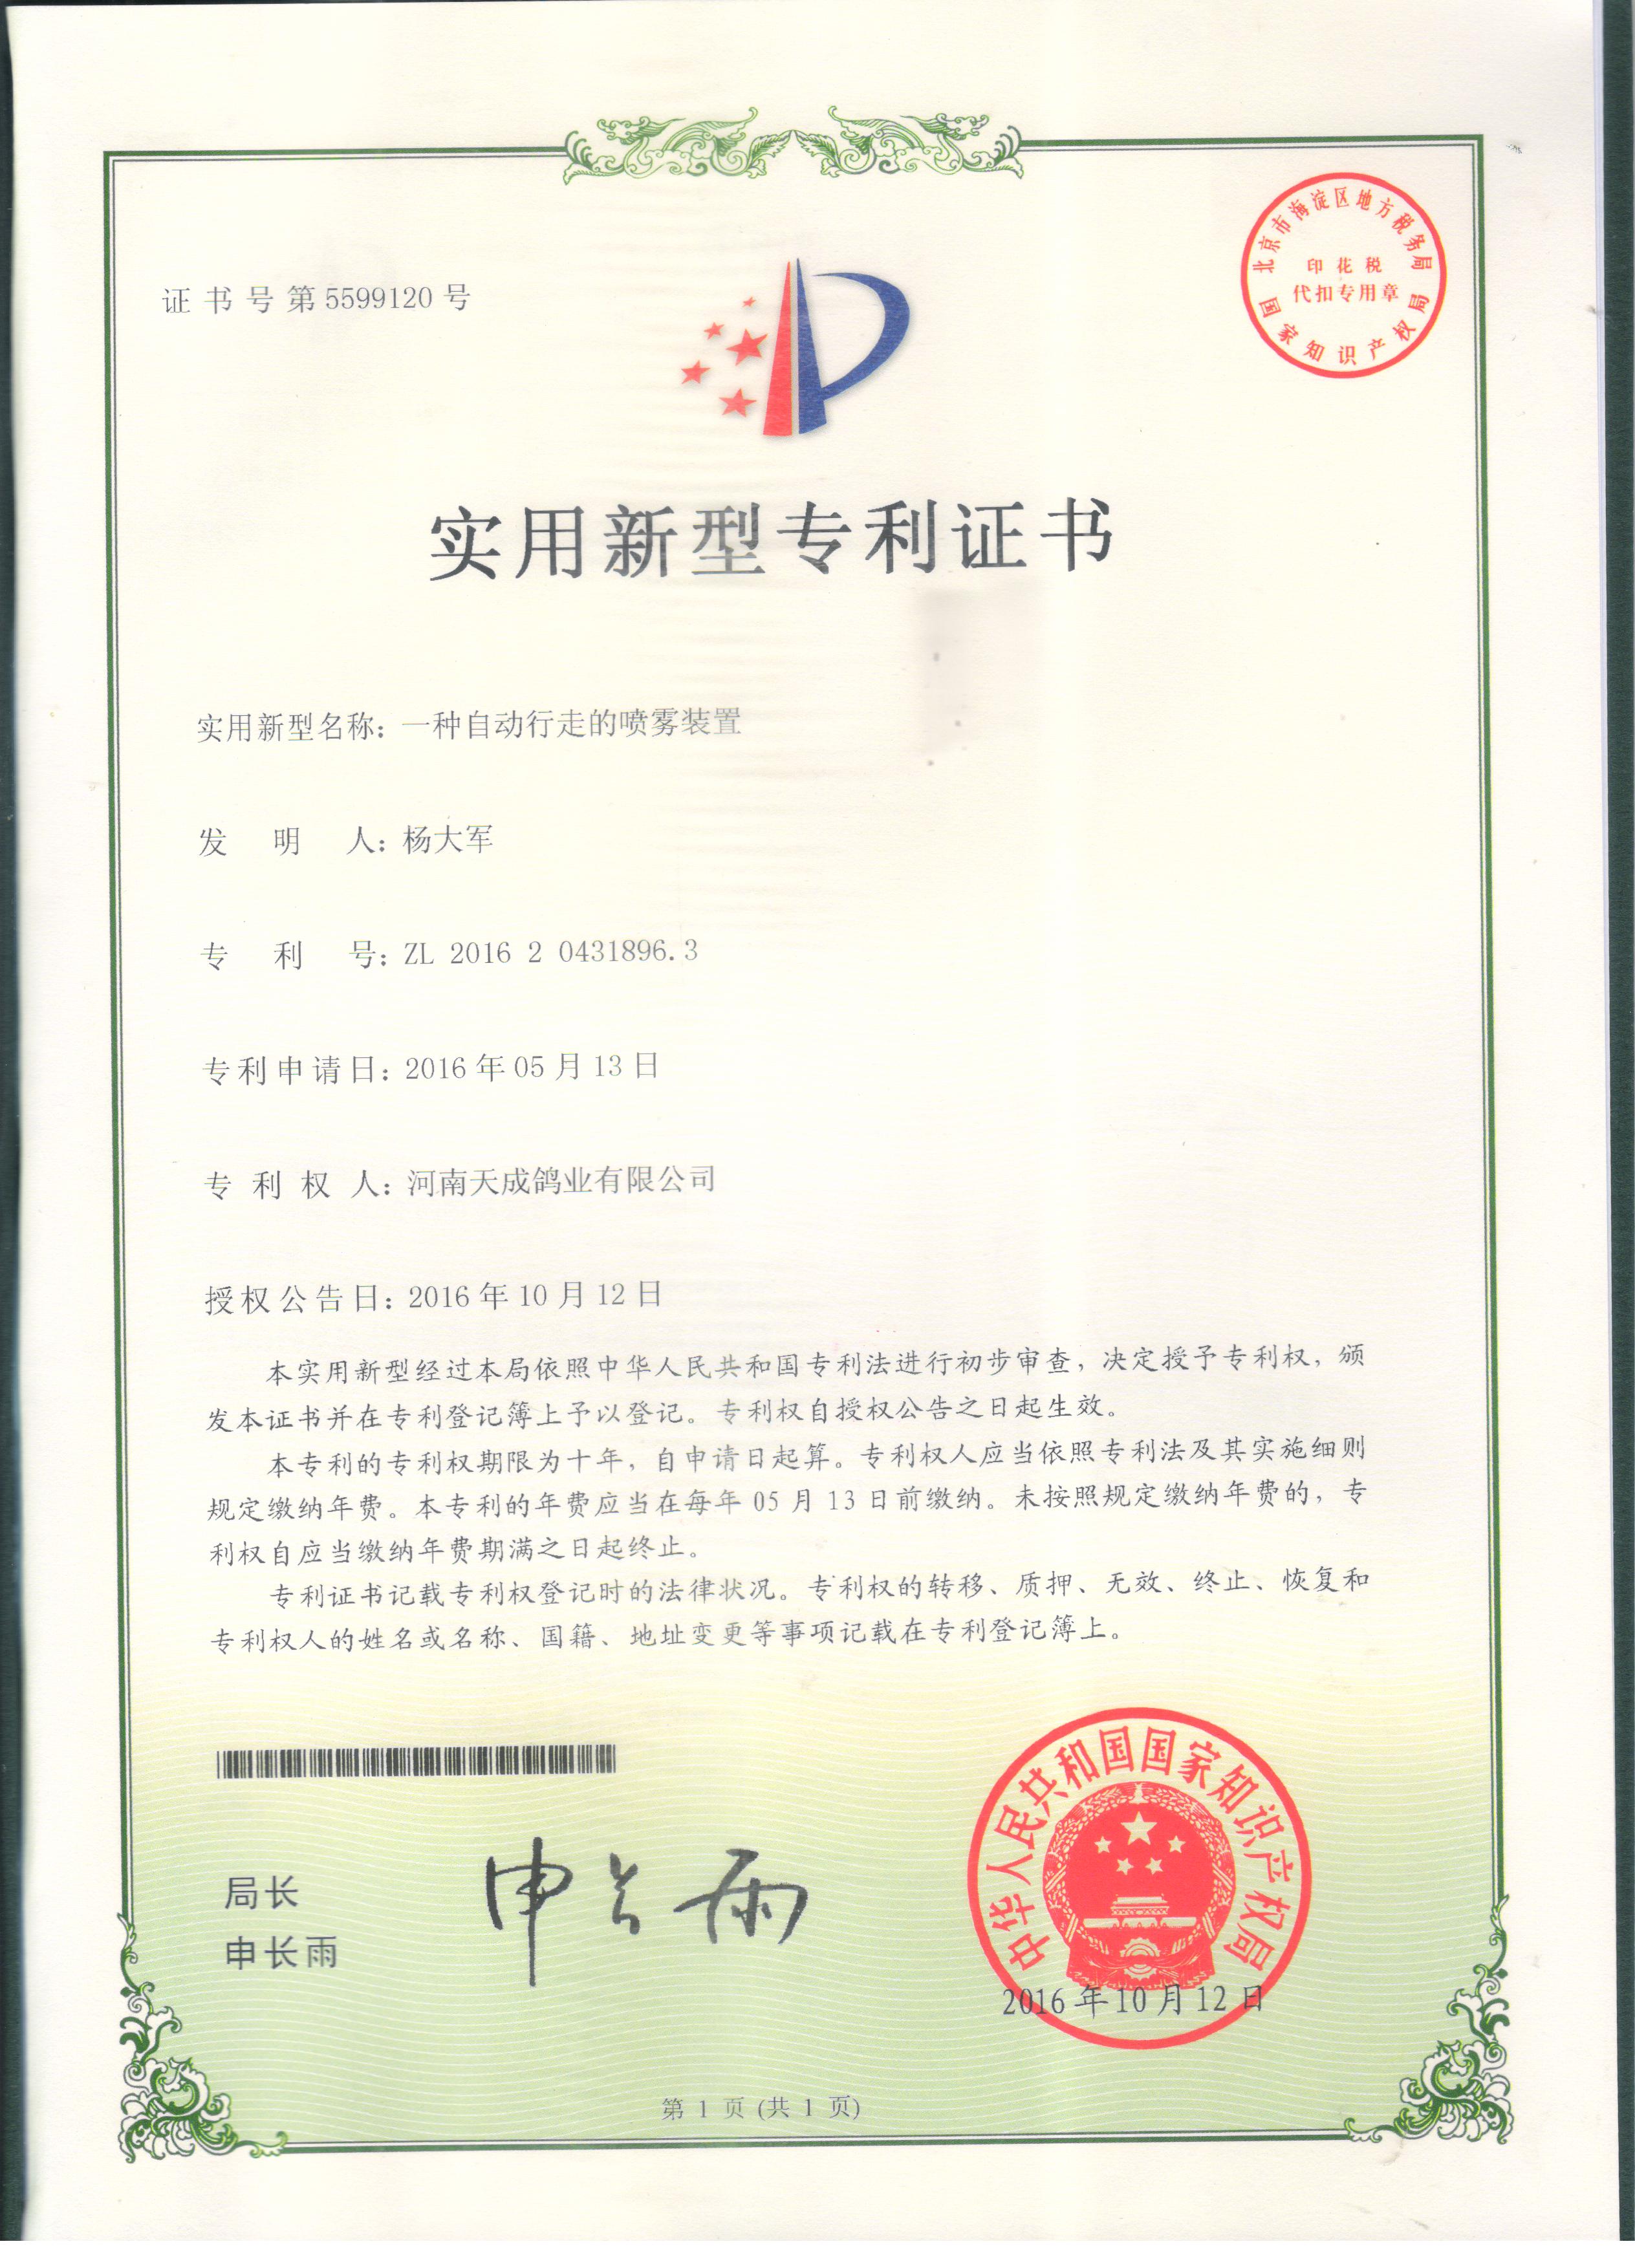 证书号第5599120号
北京市海淀区地方税务局
印花税
代扣专用章
国家知识产权局
实用新型专利证书
实用新型名称：一种自动行走的喷雾装置
发明人：杨大军
专利号：ZL 2016 2 0431896.3
专利申请日：2016年05月13日
专利权人：河南天成鸽业有限公司
授权公告日：2016年10月12日
本实用新型经过本局依照中华人民共和国专利法进行初步审查，决定授予专利权，颁
发本证书并在专利登记簿上予以登记。专利权自授权公告之日起生效。
本专利的专利权期限为十年，自申请日起算。专利权人应当依照专利法及其实施细则
规定缴纳年费。本专利的年费应当在每年05月13日前缴纳。未按照规定缴纳年费的，专
利权自应当缴纳年费期满之日起终止。
专利证书记载专利权登记时的法律状况。专利权的转移、质押、无效、终止、恢复和
专利权人的姓名或名称、国籍、地址变更等事项记载在专利登记簿上。
局长
申长雨
申长雨
中华人民共和国国家知识产权局
2016年10月12日
第 1 页 (共 1 页)